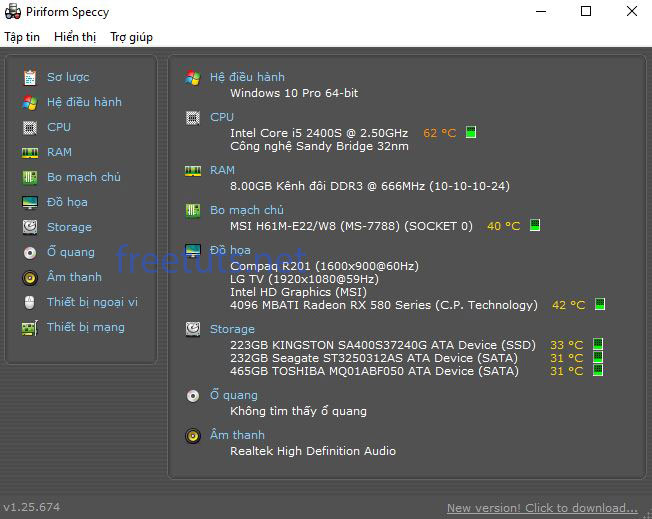 Piriform Speccy
Tập tin Hiển thị Trợ giúp
Sơ lược
Hệ điều hành
CPU
RAM
Bo mạch chủ
Đồ họa
Storage
Ổ quang
Âm thanh
Thiết bị ngoại vi
Thiết bị mạng
Hệ điều hành
Windows 10 Pro 64-bit
CPU
Intel Core i5 2400S @ 2.50GHz 62 °C
Công nghệ Sandy Bridge 32nm
RAM
8.00GB Kênh đôi DDR3 @ 666MHz (10-10-10-24)
Bo mạch chủ
MSI H61M-E22/W8 (MS-7788) (SOCKET 0) 40 °C
Đồ họa
Compaq R201 (1600x900@60Hz)
LG TV (1920x1080@59Hz)
Intel HD Graphics (MSI)
4096 MBATI Radeon RX 580 Series (C.P. Technology) 42 °C
Storage
223GB KINGSTON SA400S37240G ATA Device (SSD) 33 °C
232GB Seagate ST3250312AS ATA Device (SATA) 31 °C
465GB TOSHIBA MQ01ABF050 ATA Device (SATA) 31 °C
Ổ quang
Không tìm thấy ổ quang
Âm thanh
Realtek High Definition Audio
freetuts.net
v1.25.674
New version! Click to download...